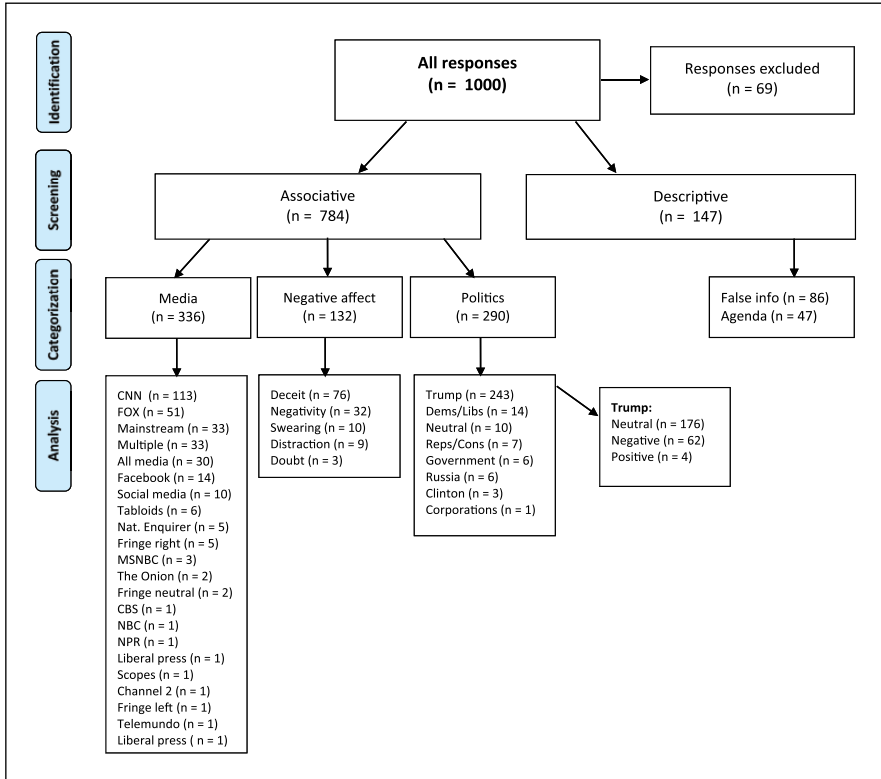 Identification
All responses
(n = 1000)
Responses excluded
(n = 69)
Screening
Associative
(n = 784)
Descriptive
(n = 147)
Categorization
Media
(n = 336)
Negative affect
(n = 132)
Politics
(n = 290)
False info (n = 86)
Agenda (n = 47)
Analysis
CNN (n = 113)
FOX (n = 51)
Mainstream (n = 33)
Multiple (n = 33)
All media (n = 30)
Facebook (n = 14)
Social media (n = 10)
Tabloids (n = 6)
Nat. Enquirer (n = 5)
Fringe right (n = 5)
MSNBC (n = 3)
The Onion (n = 2)
Fringe neutral (n = 2)
CBS (n = 1)
NBC (n = 1)
NPR (n = 1)
Liberal press (n = 1)
Scopes (n = 1)
Channel 2 (n = 1)
Fringe left (n = 1)
Telemundo (n = 1)
Liberal press ( n = 1)
Deceit (n = 76)
Negativity (n = 32)
Swearing (n = 10)
Distraction (n = 9)
Doubt (n = 3)
Trump (n = 243)
Dems/Libs (n = 14)
Neutral (n = 10)
Reps/Cons (n = 7)
Government (n = 6)
Russia (n = 6)
Clinton (n = 3)
Corporations (n = 1)
Trump:
Neutral (n = 176)
Negative (n = 62)
Positive (n = 4)